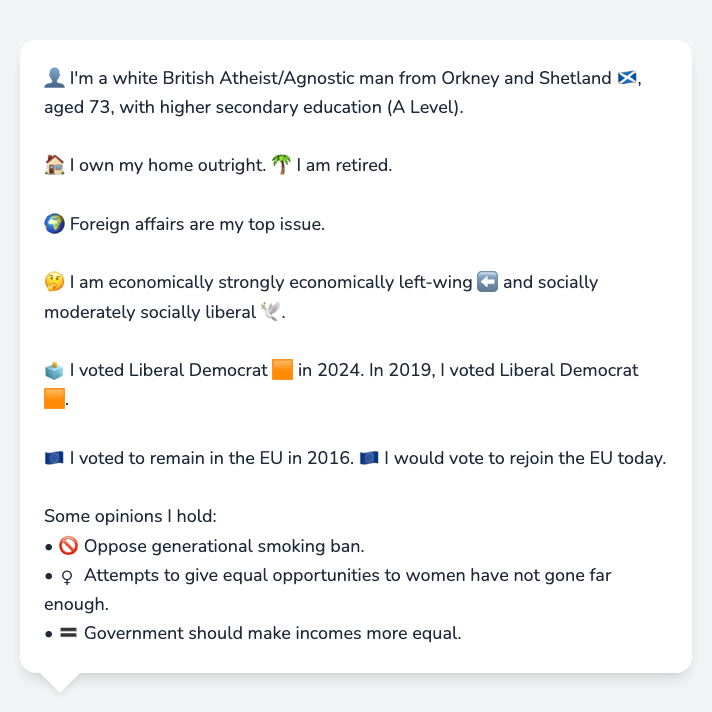 👤 I'm a white British Atheist/Agnostic man from Orkney and Shetland 🏴󠁧󠁢󠁳󠁣󠁴󠁿,
aged 73, with higher secondary education (A Level).
🏠 I own my home outright. 🌴 I am retired.
🌍 Foreign affairs are my top issue.
🤔 I am economically strongly economically left-wing ⬅️ and socially
moderately socially liberal 🕊️.
🗳️ I voted Liberal Democrat 🟧 in 2024. In 2019, I voted Liberal Democrat
🟧.
🇪🇺 I voted to remain in the EU in 2016. 🇪🇺 I would vote to rejoin the EU today.
Some opinions I hold:
• 🚫 Oppose generational smoking ban.
• ♀ Attempts to give equal opportunities to women have not gone far
enough.
• 🟰 Government should make incomes more equal.